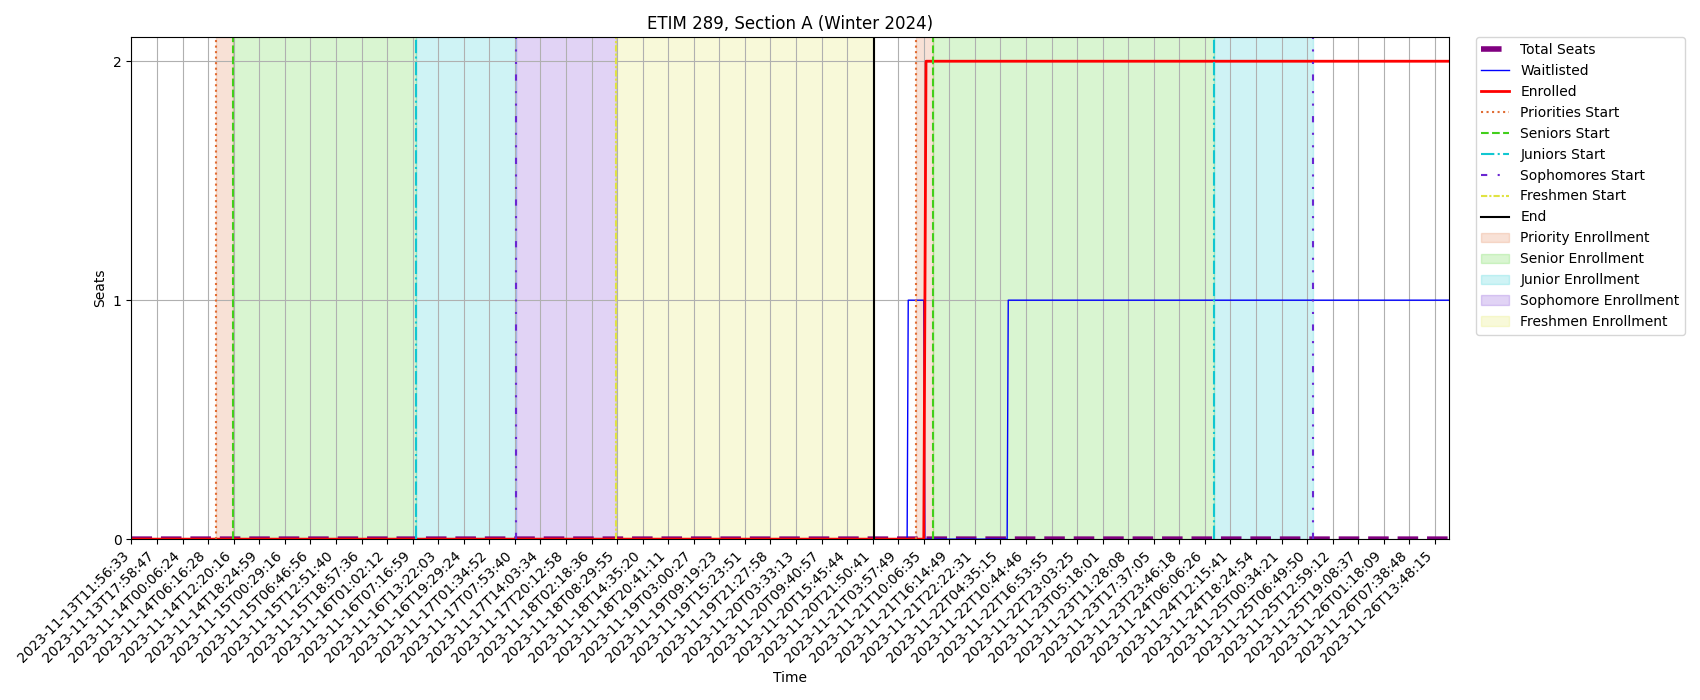 ETIM 289, Section A (Winter 2024)
2
1
0
Seats
2023-11-13T11:56:33
2023-11-13T17:58:47
2023-11-14T00:06:24
2023-11-14T06:16:28
2023-11-14T12:20:16
2023-11-14T18:24:59
2023-11-15T00:29:16
2023-11-15T06:46:56
2023-11-15T12:51:40
2023-11-15T18:57:36
2023-11-16T01:02:12
2023-11-16T07:16:59
2023-11-16T13:22:03
2023-11-16T19:29:24
2023-11-17T01:34:52
2023-11-17T07:53:40
2023-11-17T14:03:34
2023-11-17T20:12:58
2023-11-18T02:18:36
2023-11-18T08:29:55
2023-11-18T14:35:20
2023-11-18T20:41:11
2023-11-19T03:00:27
2023-11-19T09:19:23
2023-11-19T15:23:51
2023-11-19T21:27:58
2023-11-20T03:33:13
2023-11-20T09:40:57
2023-11-20T15:45:44
2023-11-20T21:50:41
2023-11-21T03:57:49
2023-11-21T10:06:35
2023-11-21T16:14:49
2023-11-21T22:22:31
2023-11-22T04:35:15
2023-11-22T10:44:46
2023-11-22T16:53:55
2023-11-22T23:03:25
2023-11-23T05:18:01
2023-11-23T11:28:08
2023-11-23T17:37:05
2023-11-23T23:46:18
2023-11-24T06:06:26
2023-11-24T12:15:41
2023-11-24T18:24:54
2023-11-25T00:34:21
2023-11-25T06:49:50
2023-11-25T12:59:12
2023-11-25T19:08:37
2023-11-26T01:18:09
2023-11-26T07:38:48
2023-11-26T13:48:15
Time
Total Seats
Waitlisted
Enrolled
Priorities Start
Seniors Start
Juniors Start
Sophomores Start
Freshmen Start
End
Priority Enrollment
Senior Enrollment
Junior Enrollment
Sophomore Enrollment
Freshmen Enrollment